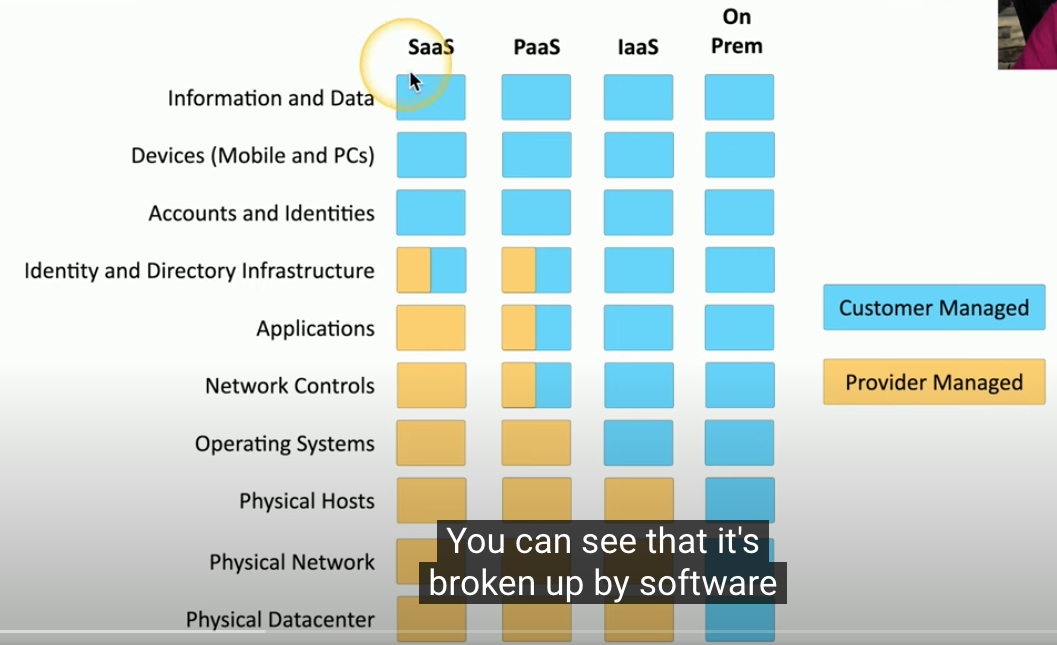 On
SaaS PaaS IaaS Prem
Information and Data
Devices (Mobile and PCs)
Accounts and Identities
Identity and Directory Infrastructure
Applications
Network Controls
Operating Systems
Physical Hosts
Physical Network
Physical Datacenter
Customer Managed
Provider Managed
You can see that it's
broken up by software